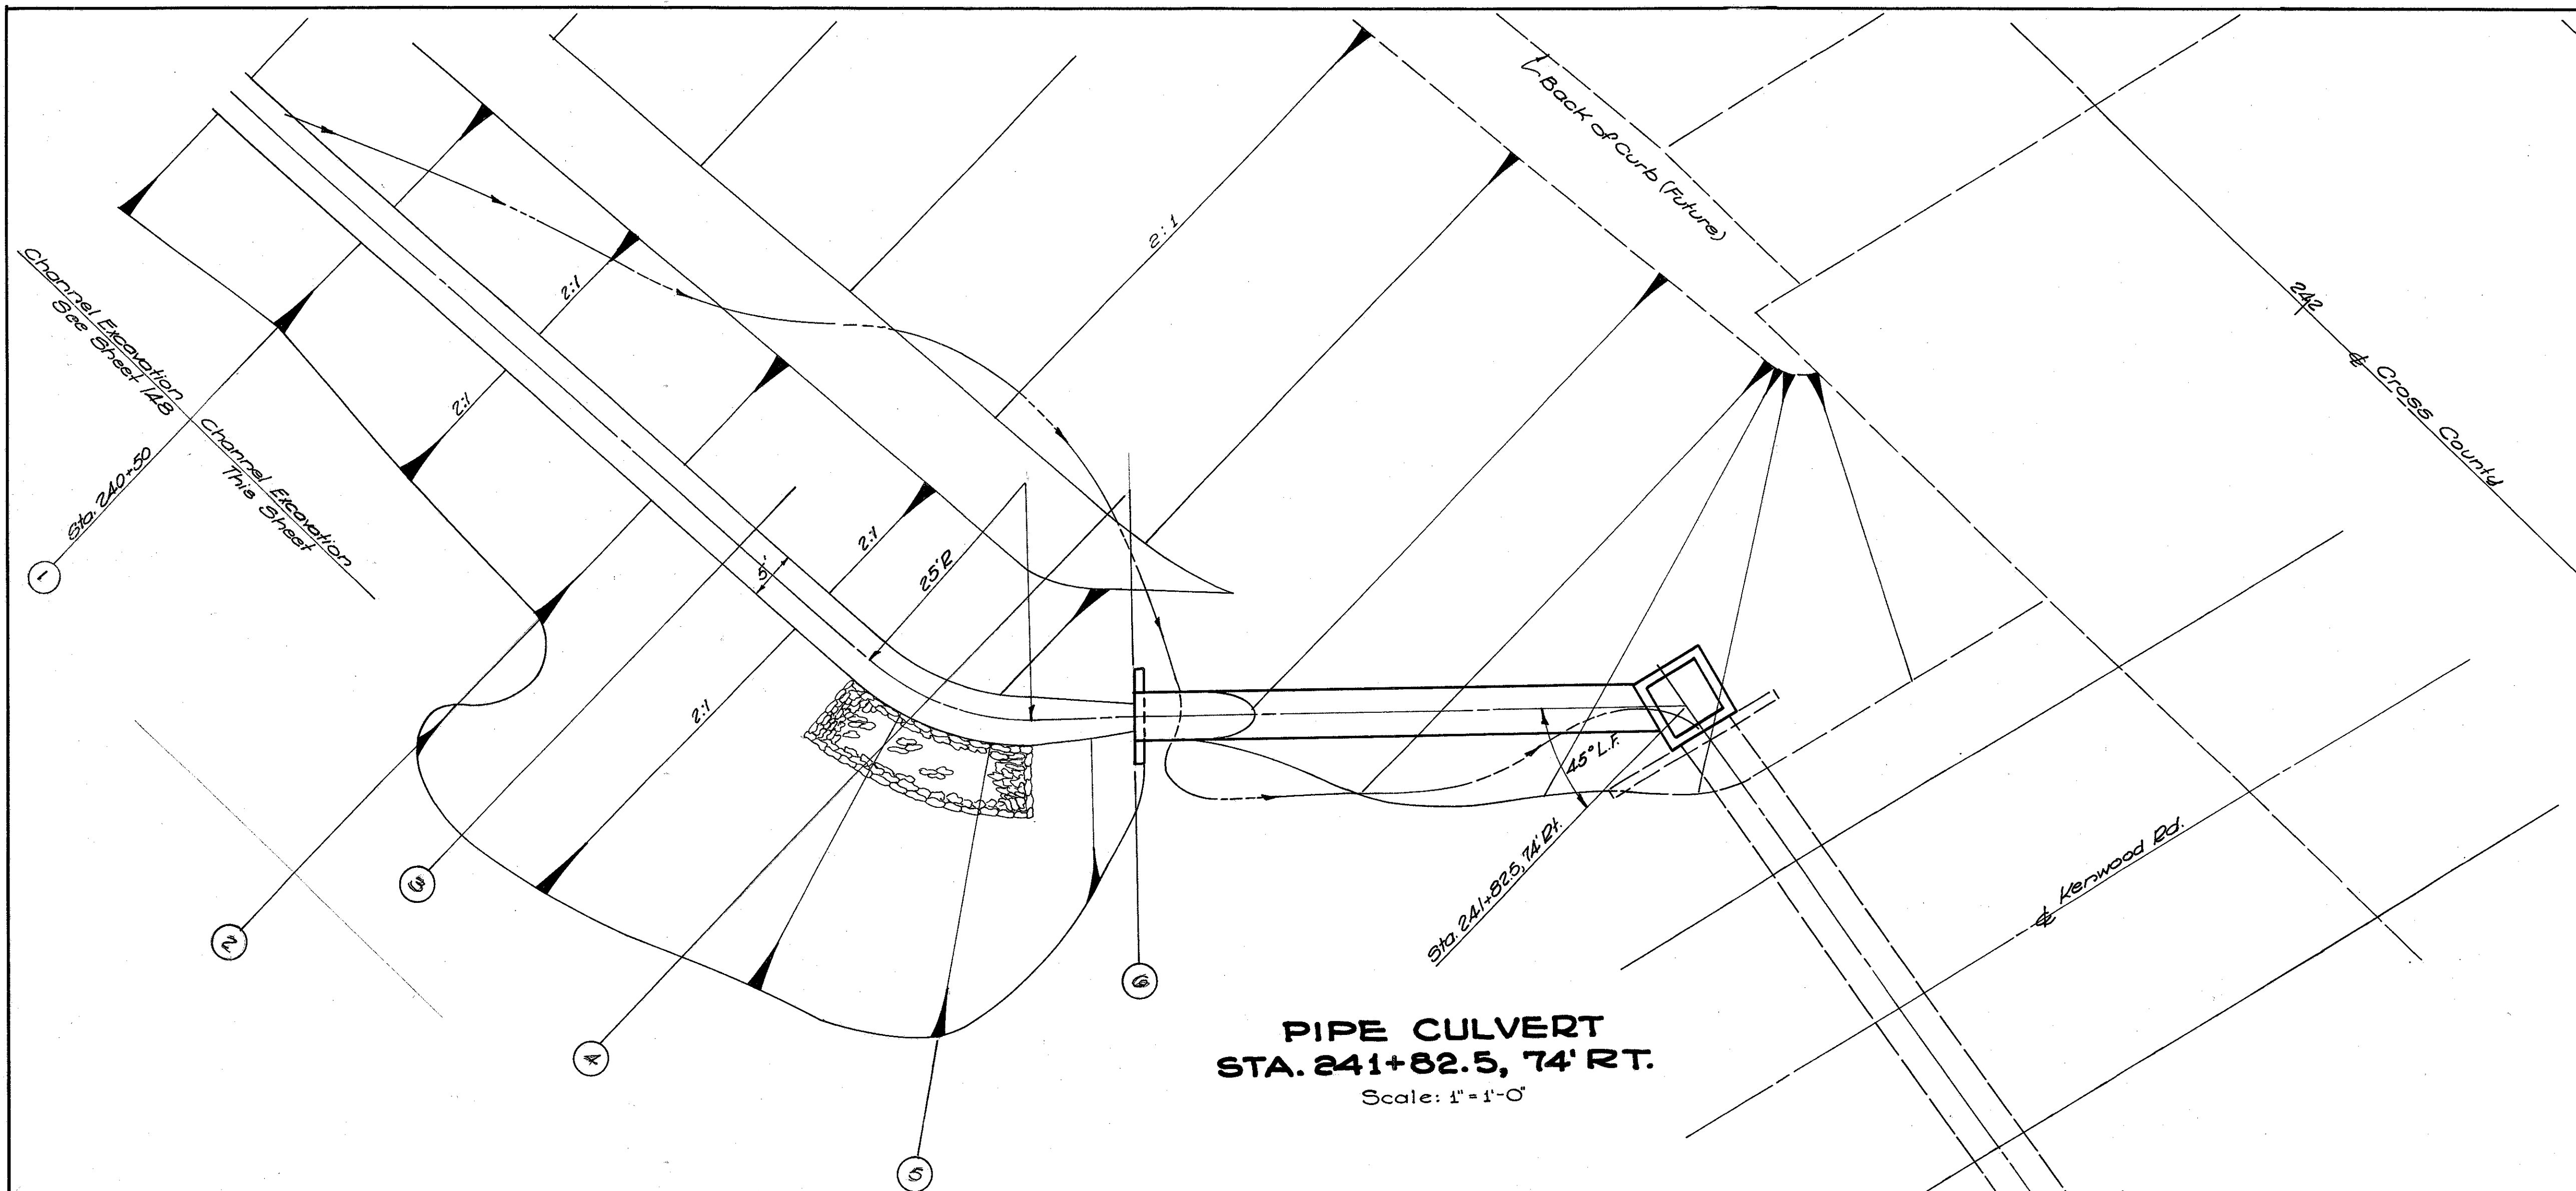 Back of Curb (Future)
2:1
242
℄ Cross County
Channel Excavation
See Sheet 148
Channel Excavation
This Sheet
Sta. 240+50
2:1
2:1
2:1
2:1
5'
25' R
45° L.F.
Sta. 241+82.5, 74' Rt.
℄ Kenwood Rd.
1
2
3
4
5
6
PIPE CULVERT
STA. 241+82.5, 74' RT.
Scale: 1" = 1'-0"